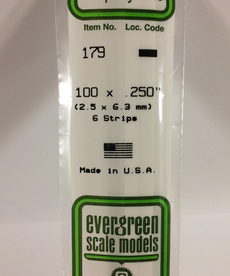 Item No. Loc. Code
179
100 x .250"
(2.5 x 6.3 mm)
6 Strips
Made in U.S.A.
evergreen
scale models